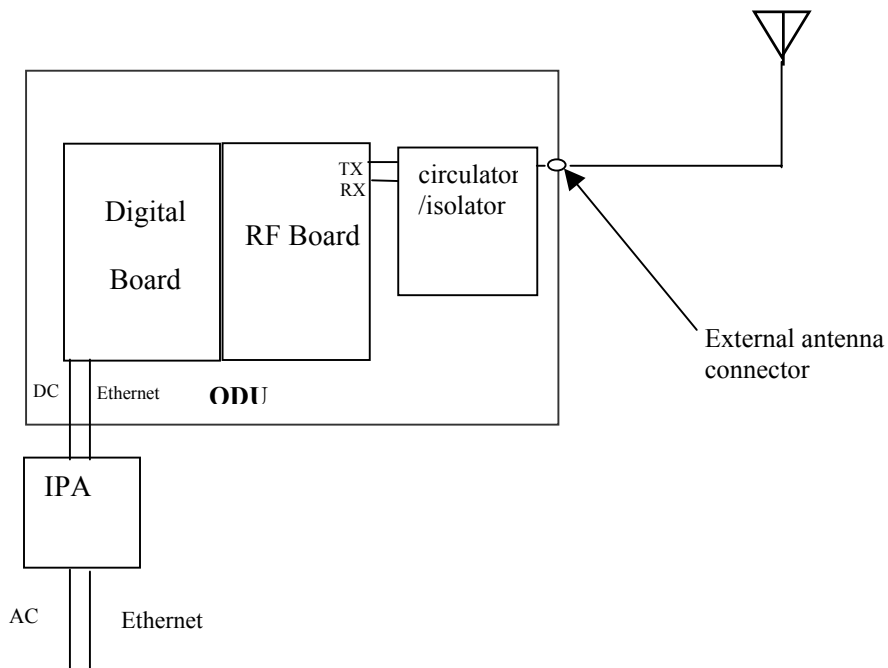 TX
RX
circulator
/isolator
Digital
Board
RF Board
External antenna
connector
DC
Ethernet
ODU
IPA
AC
Ethernet